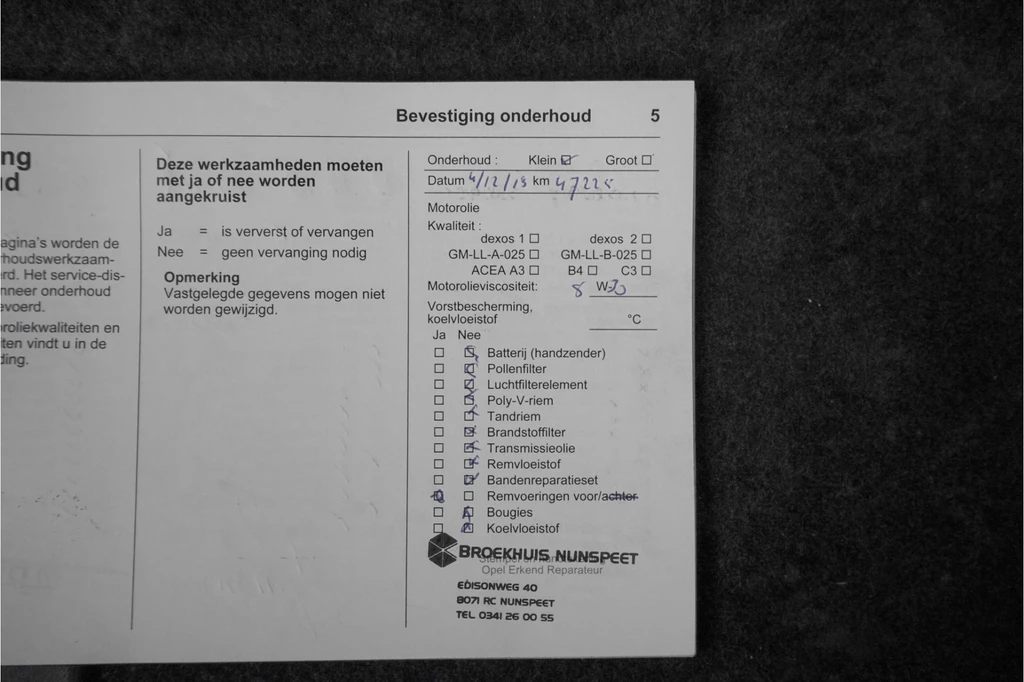 Bevestiging onderhoud 5
ng
d
agina's worden de
houdswerkzaam-
rd. Het service-dis-
nneer onderhoud
evoerd.
roliekwaliteiten en
ten vindt u in de
ding.
Deze werkzaamheden moeten
met ja of nee worden
aangekruist
Ja = is ververst of vervangen
Nee = geen vervanging nodig
Opmerking
Vastgelegde gegevens mogen niet
worden gewijzigd.
Onderhoud : Klein ☑ Groot ☐
Datum 4/12/15 km 47225
Motorolie
Kwaliteit :
dexos 1 ☐ dexos 2 ☐
GM-LL-A-025 ☐ GM-LL-B-025 ☐
ACEA A3 ☐ B4 ☐ C3 ☐
Motorolieviscositeit: W-
Vorstbescherming,
koelvloeistof °C
Ja Nee
☐ ☑ Batterij (handzender)
☐ ☑ Pollenfilter
☐ ☑ Luchtfilterelement
☐ ☑ Poly-V-riem
☐ ☑ Tandriem
☐ ☑ Brandstoffilter
☐ ☑ Transmissieolie
☐ ☑ Remvloeistof
☐ ☑ Bandenreparatieset
☑ ☐ Remvoeringen voor/achter
☐ ☑ Bougies
☐ ☑ Koelvloeistof
BROEKHUIS NUNSPEET
Opel Erkend Reparateur
EDISONWEG 40
8071 RC NUNSPEET
TEL 0341 26 00 55